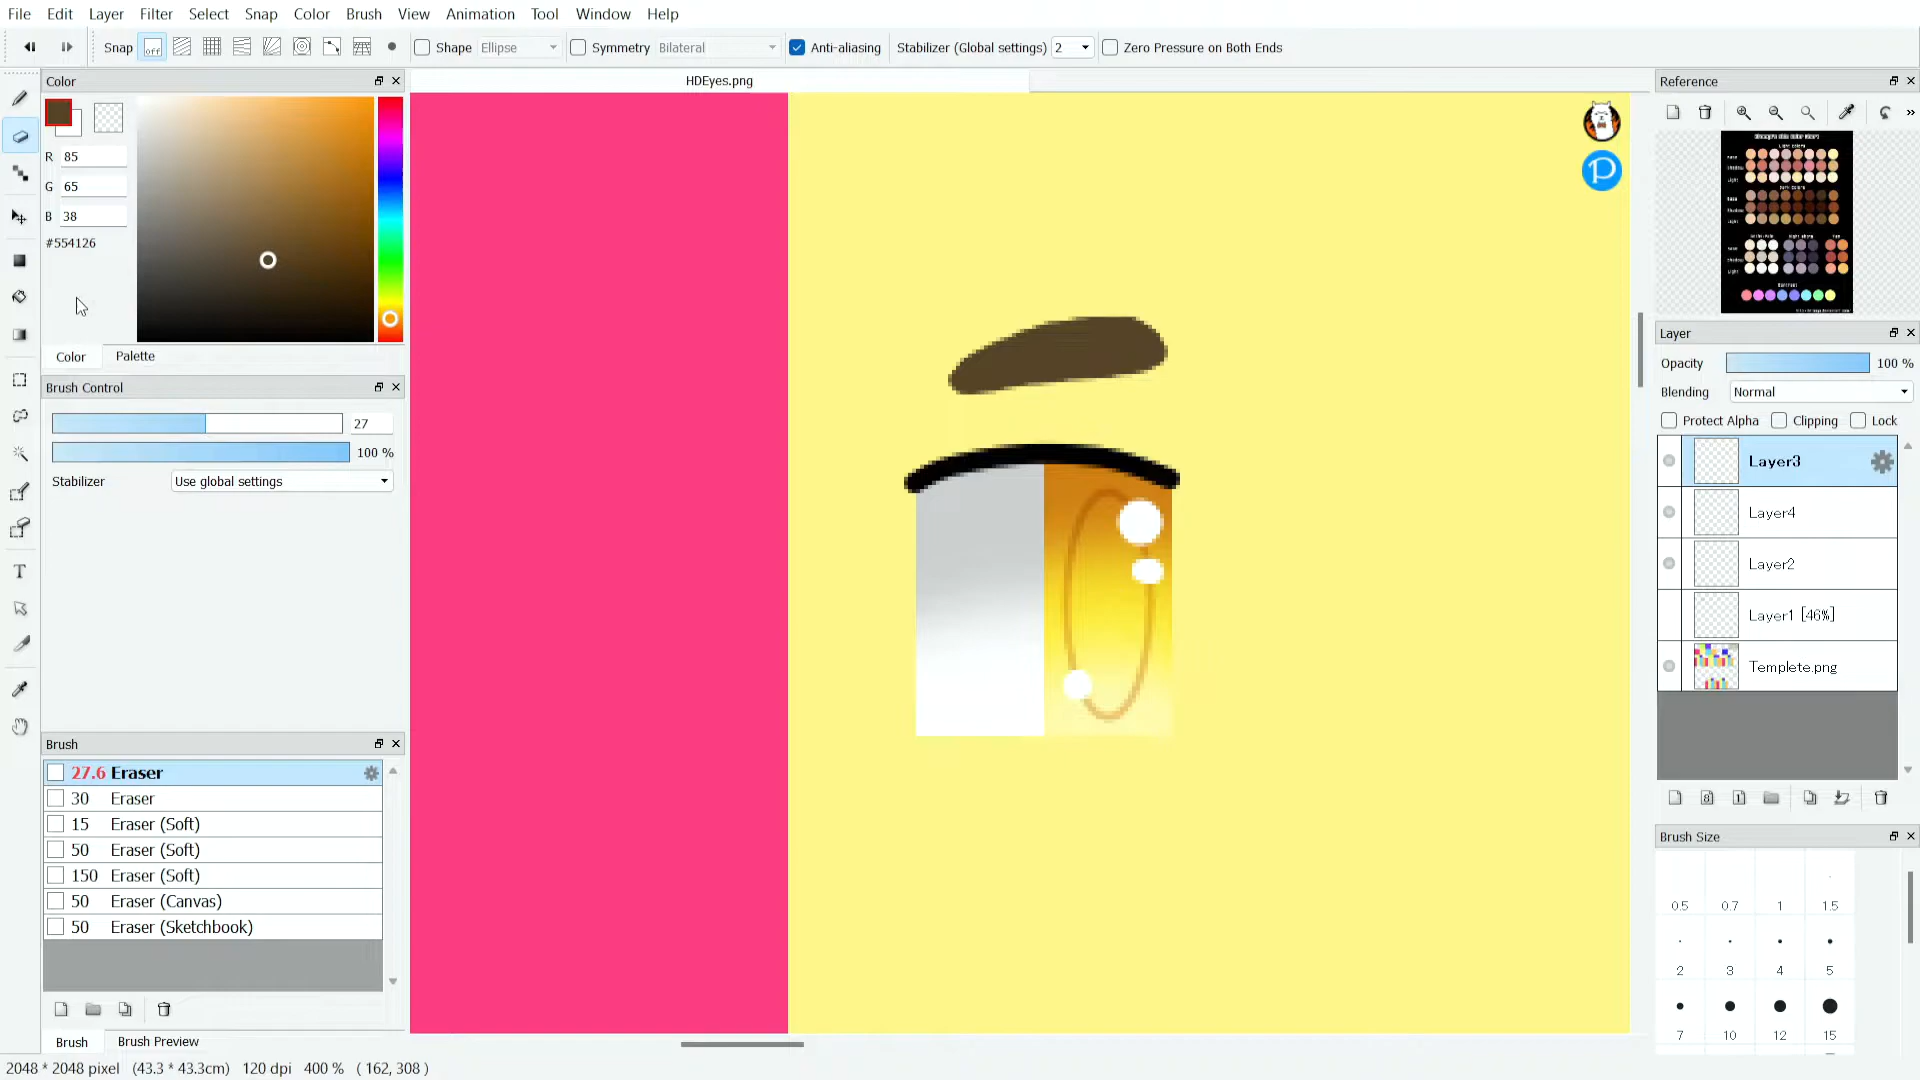 File Edit Layer Filter Select Snap Color Brush View Animation Tool Window Help
Snap off Shape Ellipse Symmetry Bilateral Anti-aliasing Stabilizer (Global settings) 2 Zero Pressure on Both Ends
Color
R 85
G 65
B 38
#554126
Color Palette
Brush Control
27
100 %
Stabilizer Use global settings
Brush
27.6 Eraser
30 Eraser
15 Eraser (Soft)
50 Eraser (Soft)
150 Eraser (Soft)
50 Eraser (Canvas)
50 Eraser (Sketchbook)
Brush Brush Preview
2048 * 2048 pixel (43.3 * 43.3cm) 120 dpi 400 % ( 162, 308 )
HDEyes.png
P
Reference
»
Layer
Opacity 100 %
Blending Normal
Protect Alpha Clipping Lock
Layer3
Layer4
Layer2
Layer1 [46%]
Templete.png
8 1
Brush Size
0.5 0.7 1 1.5
2 3 4 5
7 10 12 15